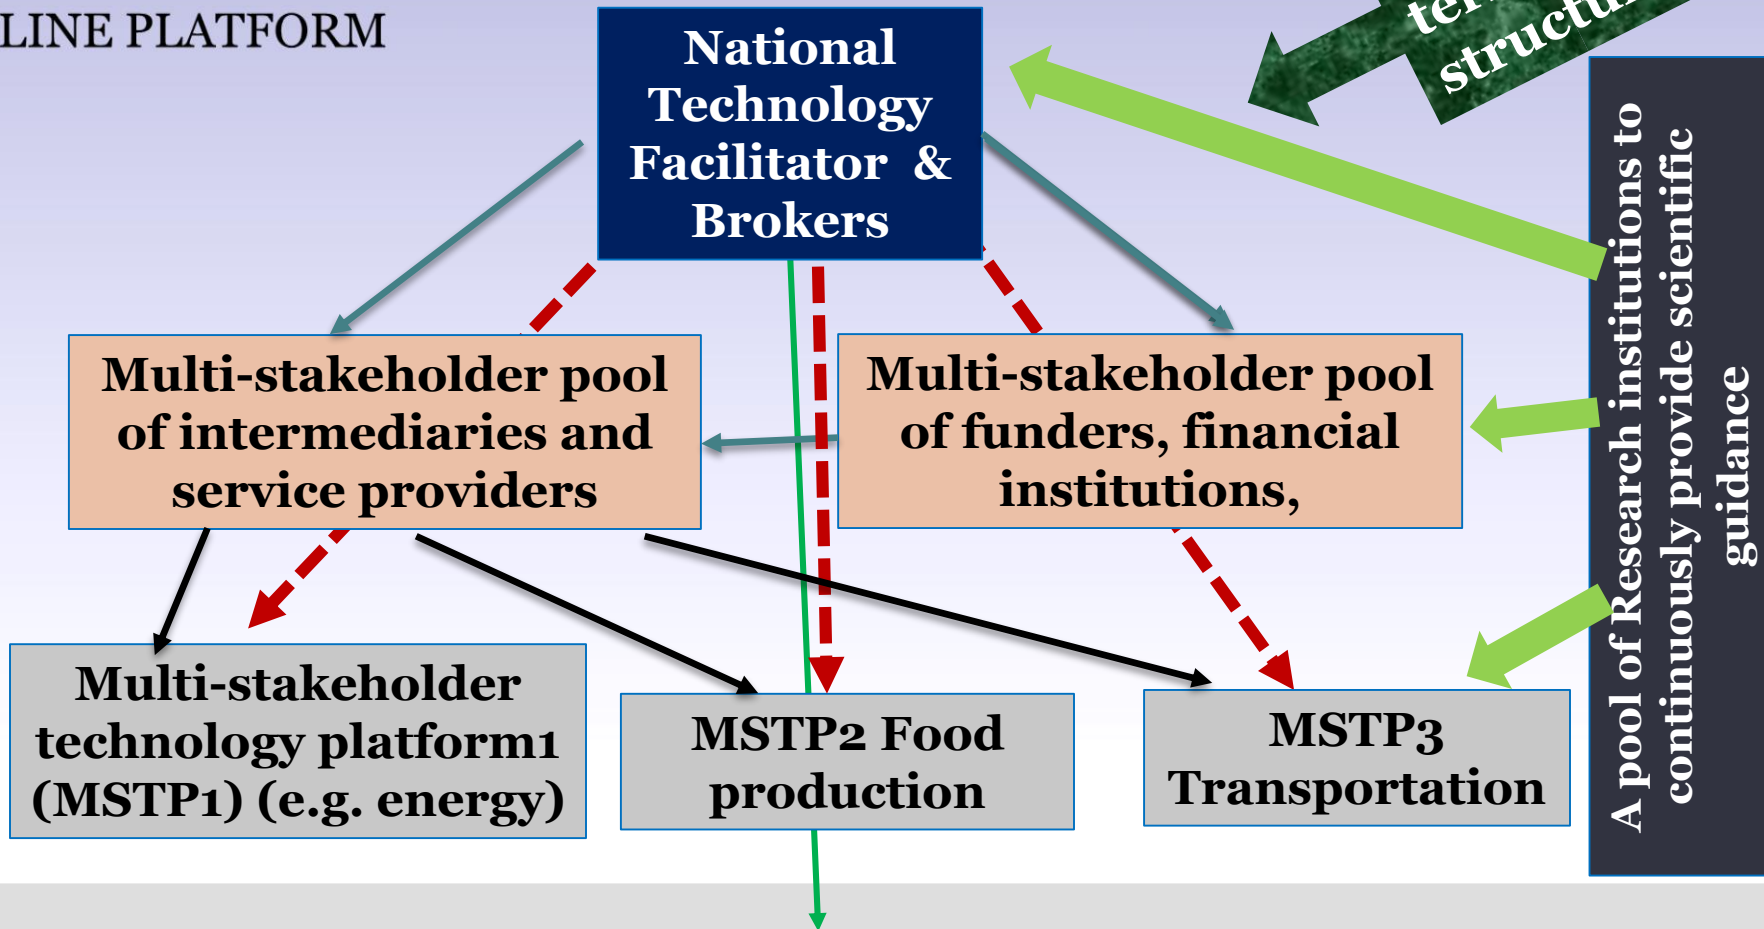 LINE PLATFORM
National
Technology
Facilitator & 
Brokers
structu
Multi-stakeholder pool
of intermediaries and
service providers
Multi-stakeholder pool
of funders, financial
institutions,
Multi-stakeholder
technology platform1
(MSTP1) (e.g. energy)
MSTP2 Food
production
MSTP3
Transportation
A pool of Research institutions to
continuously provide scientific
guidance